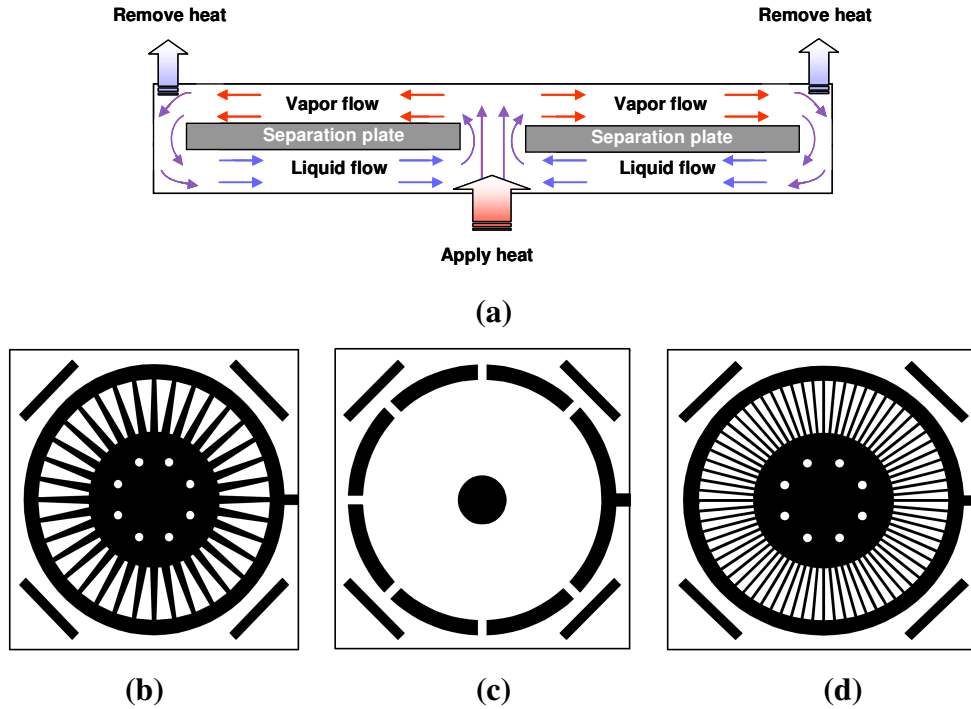 Remove heat
Remove heat
Vapor flow
Vapor flow
Separation plate
Separation plate
Liquid flow
Liquid flow
Apply heat
(a)
(b)
(c)
(d)